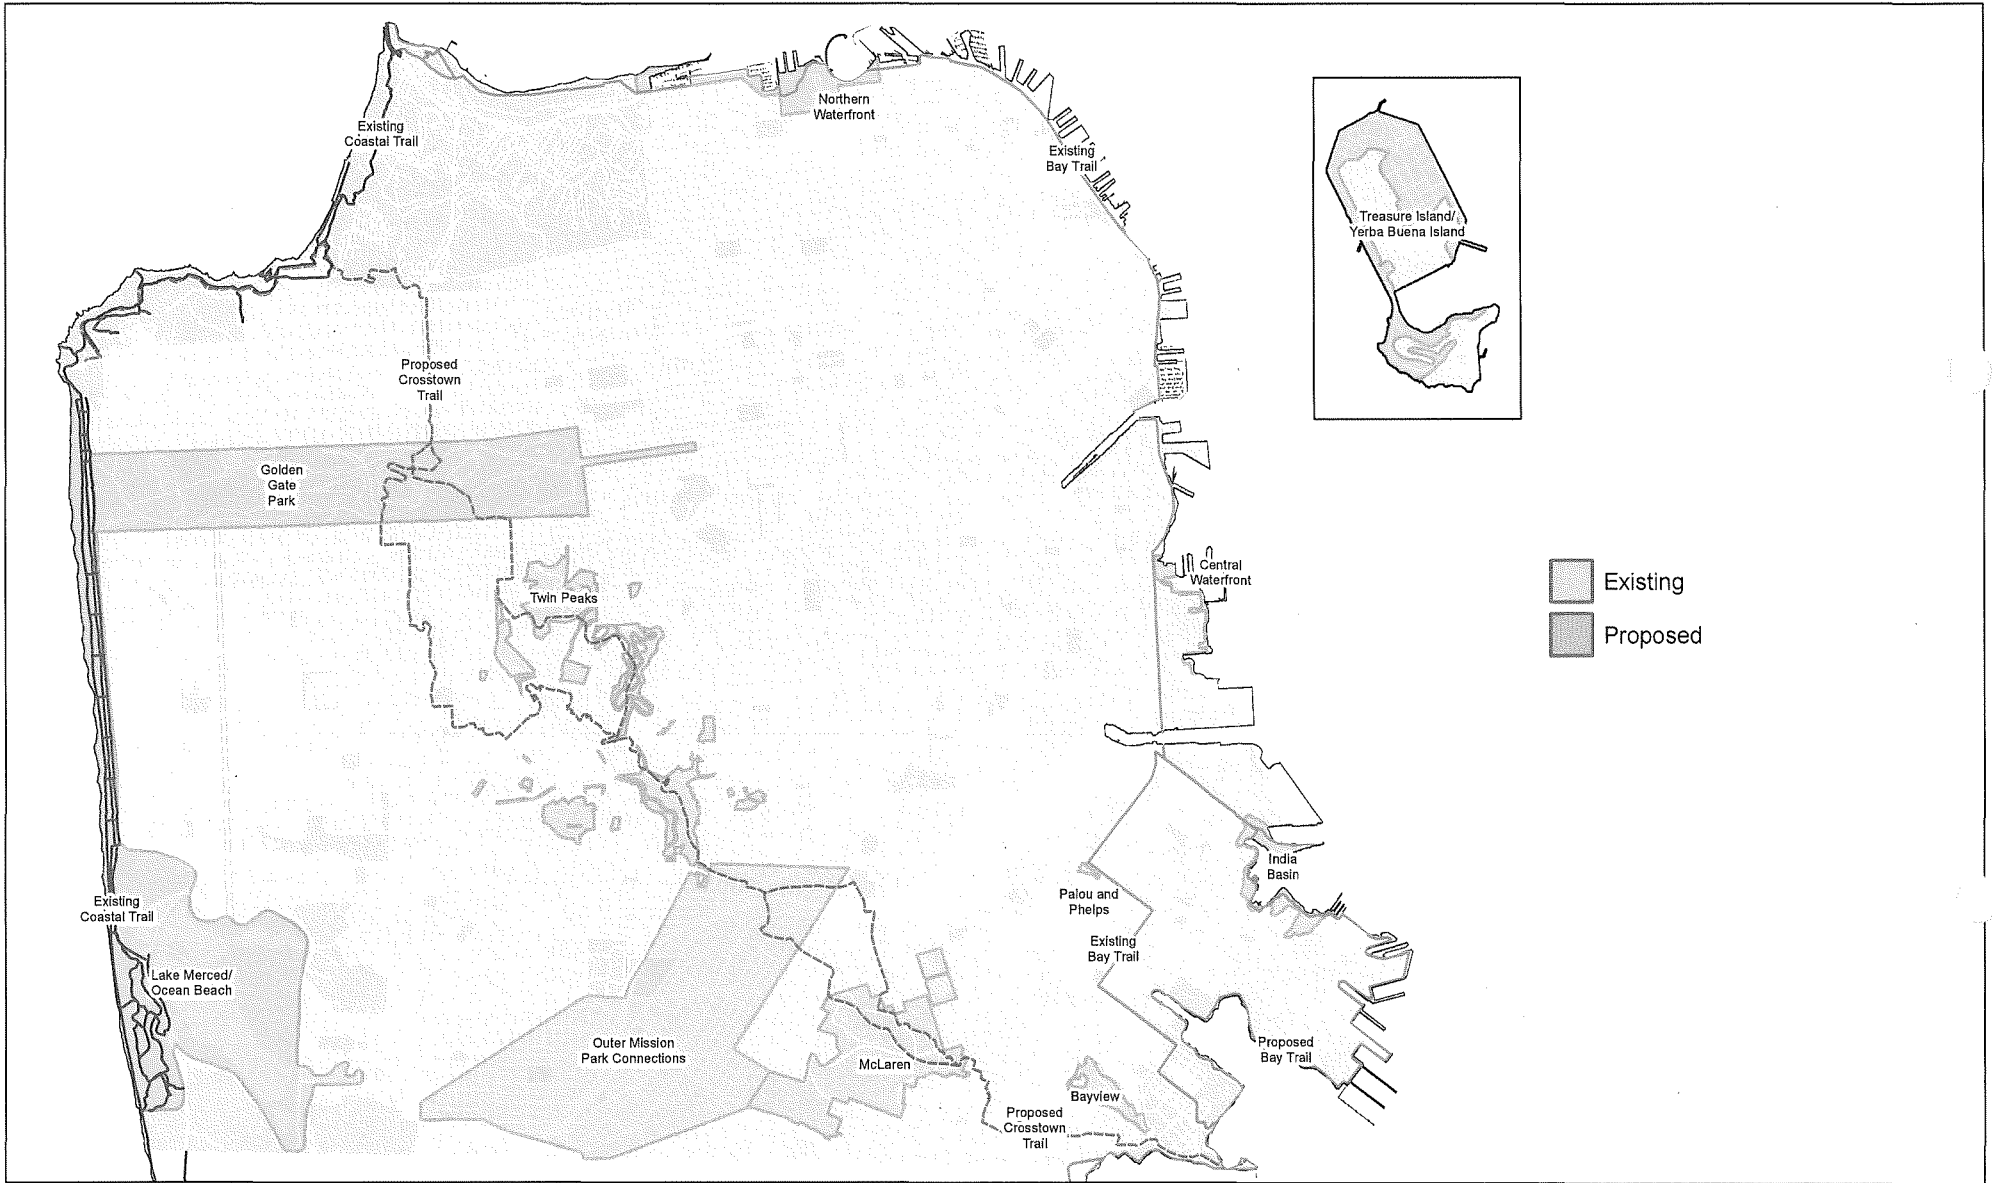 Northern
Waterfront
Existing
Coastal Trail
Existing
Bay Trail
Treasure Island/
Yerba Buena Island
Proposed
Crosstown
Trail
Golden
Gate
Park
Central
Waterfront
Existing
Twin Peaks
Proposed
India
Basin
Palou and
Phelps
Existing
Coastal Trail
Existing
Bay Trail
Lake Merced/
Ocean Beach
Outer Mission
Park Connections
McLaren
Proposed
Bay Trail
Bayview
Proposed
Crosstown
Trail